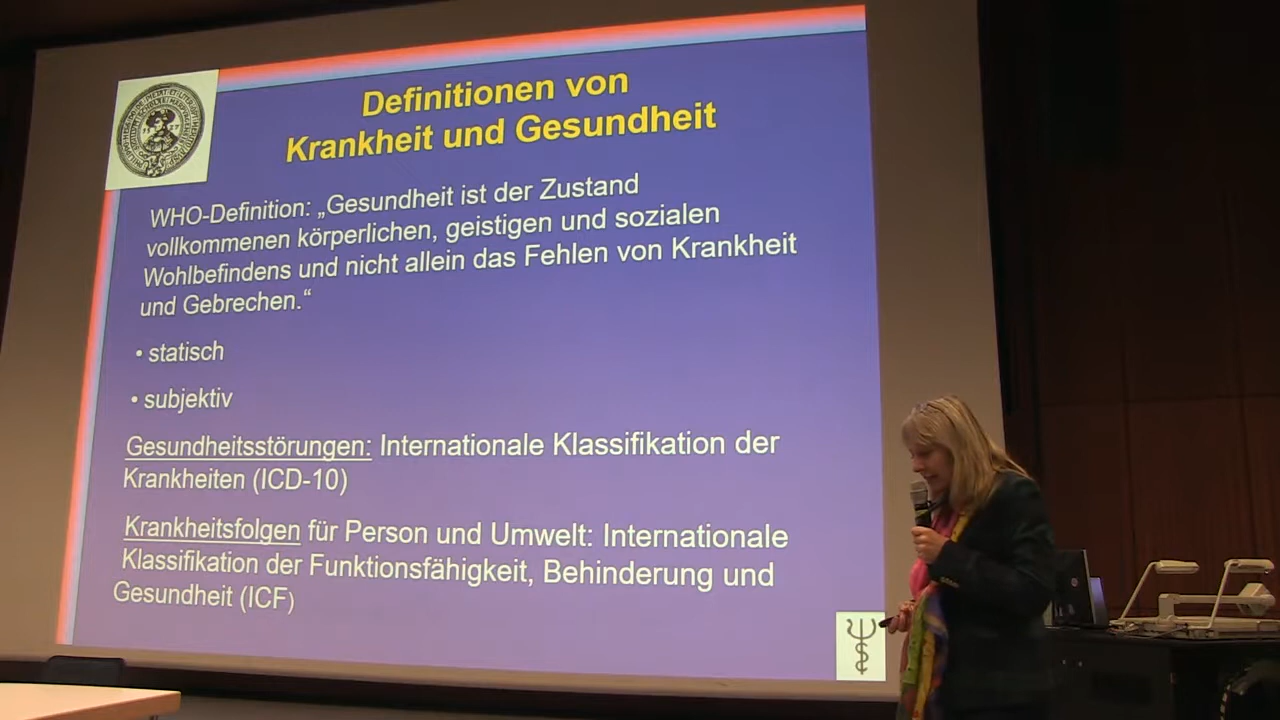 Definitionen von
Krankheit und Gesundheit
WHO-Definition: „Gesundheit ist der Zustand
vollkommenen körperlichen, geistigen und sozialen
Wohlbefindens und nicht allein das Fehlen von Krankheit
und Gebrechen.“
• statisch
• subjektiv
Gesundheitsstörungen: Internationale Klassifikation der
Krankheiten (ICD-10)
Krankheitsfolgen für Person und Umwelt: Internationale
Klassifikation der Funktionsfähigkeit, Behinderung und
Gesundheit (ICF)